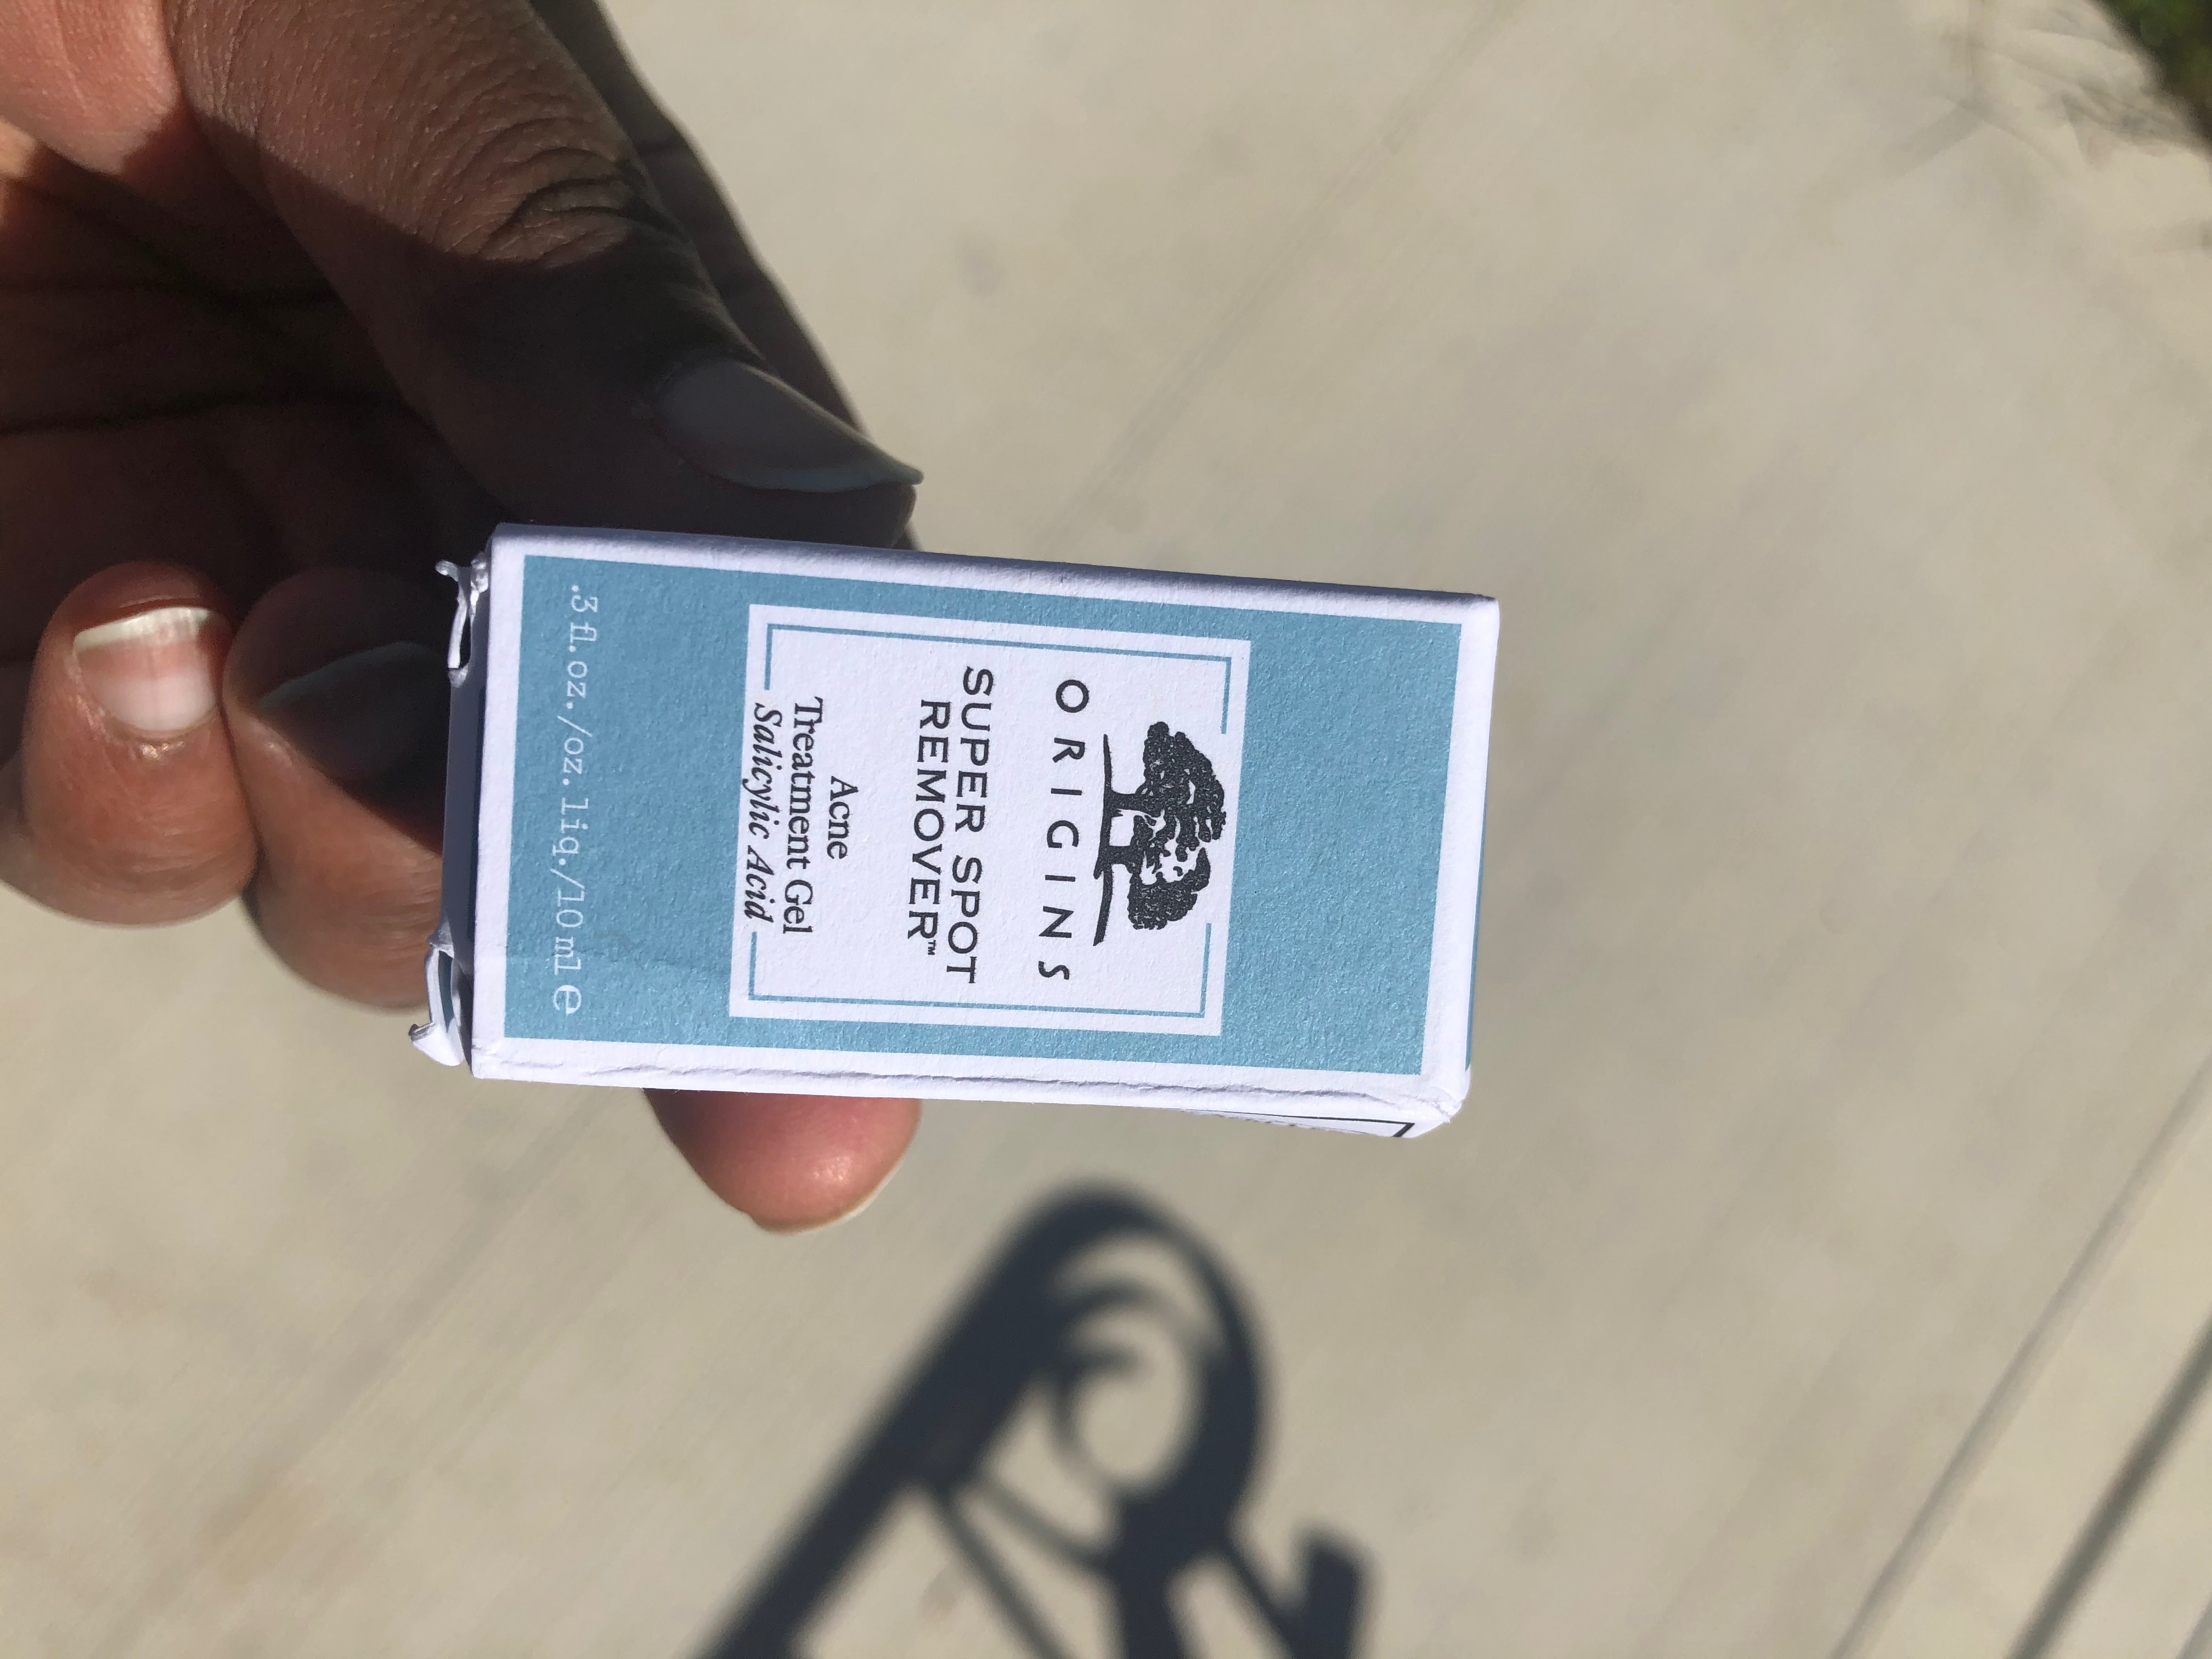 ORIGINS
SUPER SPOT
REMOVER™
Acne
Treatment Gel
Salicylic Acid
.3 fl.oz./oz.liq./10 ml e